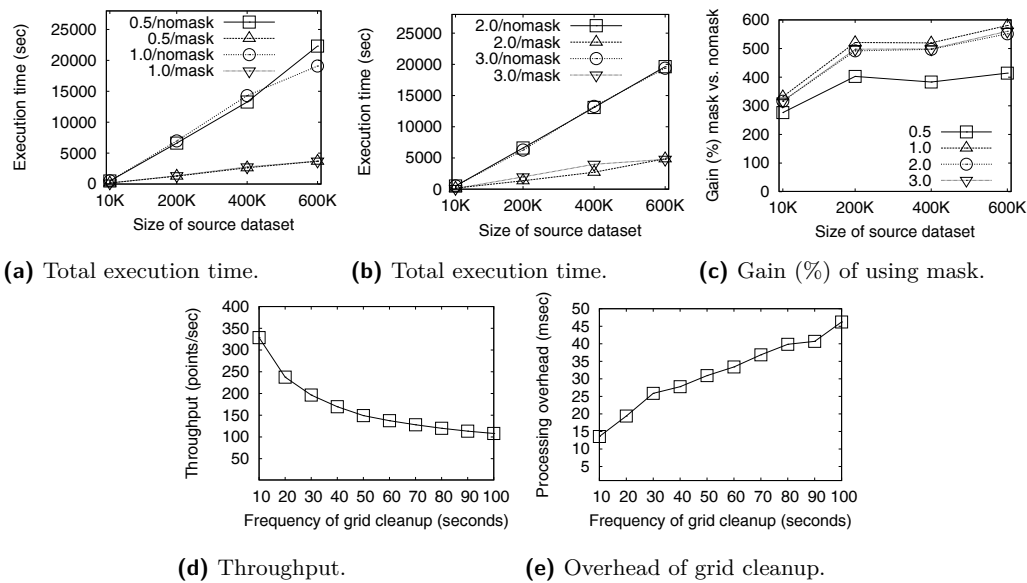 Execution time (sec)
25000
20000
15000
10000
5000
0
0.5/nomask
0.5/mask
1.0/nomask
1.0/mask
10K 200K 400K 600K
Size of source dataset
(a) Total execution time.
Execution time (sec)
25000
20000
15000
10000
5000
0
2.0/nomask
2.0/mask
3.0/nomask
3.0/mask
10K 200K 400K 600K
Size of source dataset
(b) Total execution time.
Gain (%) mask vs. nomask
600
500
400
300
200
100
0
0.5
1.0
2.0
3.0
10K 200K 400K 600K
Size of source dataset
(c) Gain (%) of using mask.
Throughput (points/sec)
400
350
300
250
200
150
100
50
10 20 30 40 50 60 70 80 90 100
Frequency of grid cleanup (seconds)
(d) Throughput.
Processing overhead (msec)
50
45
40
35
30
25
20
15
10
5
10 20 30 40 50 60 70 80 90 100
Frequency of grid cleanup (seconds)
(e) Overhead of grid cleanup.